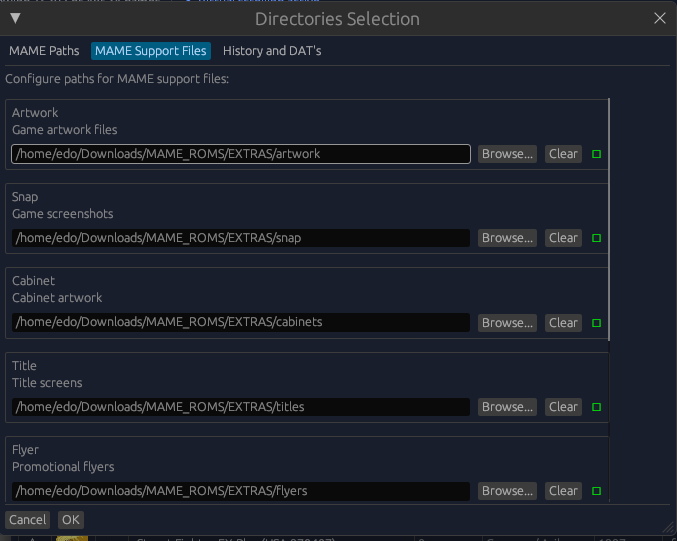 Directories Selection
MAME Paths
MAME Support Files
History and DAT's
Configure paths for MAME support files:
Artwork
Game artwork files
/home/edo/Downloads/MAME_ROMS/EXTRAS/artwork
Browse...
Clear
Snap
Game screenshots
/home/edo/Downloads/MAME_ROMS/EXTRAS/snap
Browse...
Clear
Cabinet
Cabinet artwork
/home/edo/Downloads/MAME_ROMS/EXTRAS/cabinets
Browse...
Clear
Title
Title screens
/home/edo/Downloads/MAME_ROMS/EXTRAS/titles
Browse...
Clear
Flyer
Promotional flyers
/home/edo/Downloads/MAME_ROMS/EXTRAS/flyers
Browse...
Clear
Cancel
OK